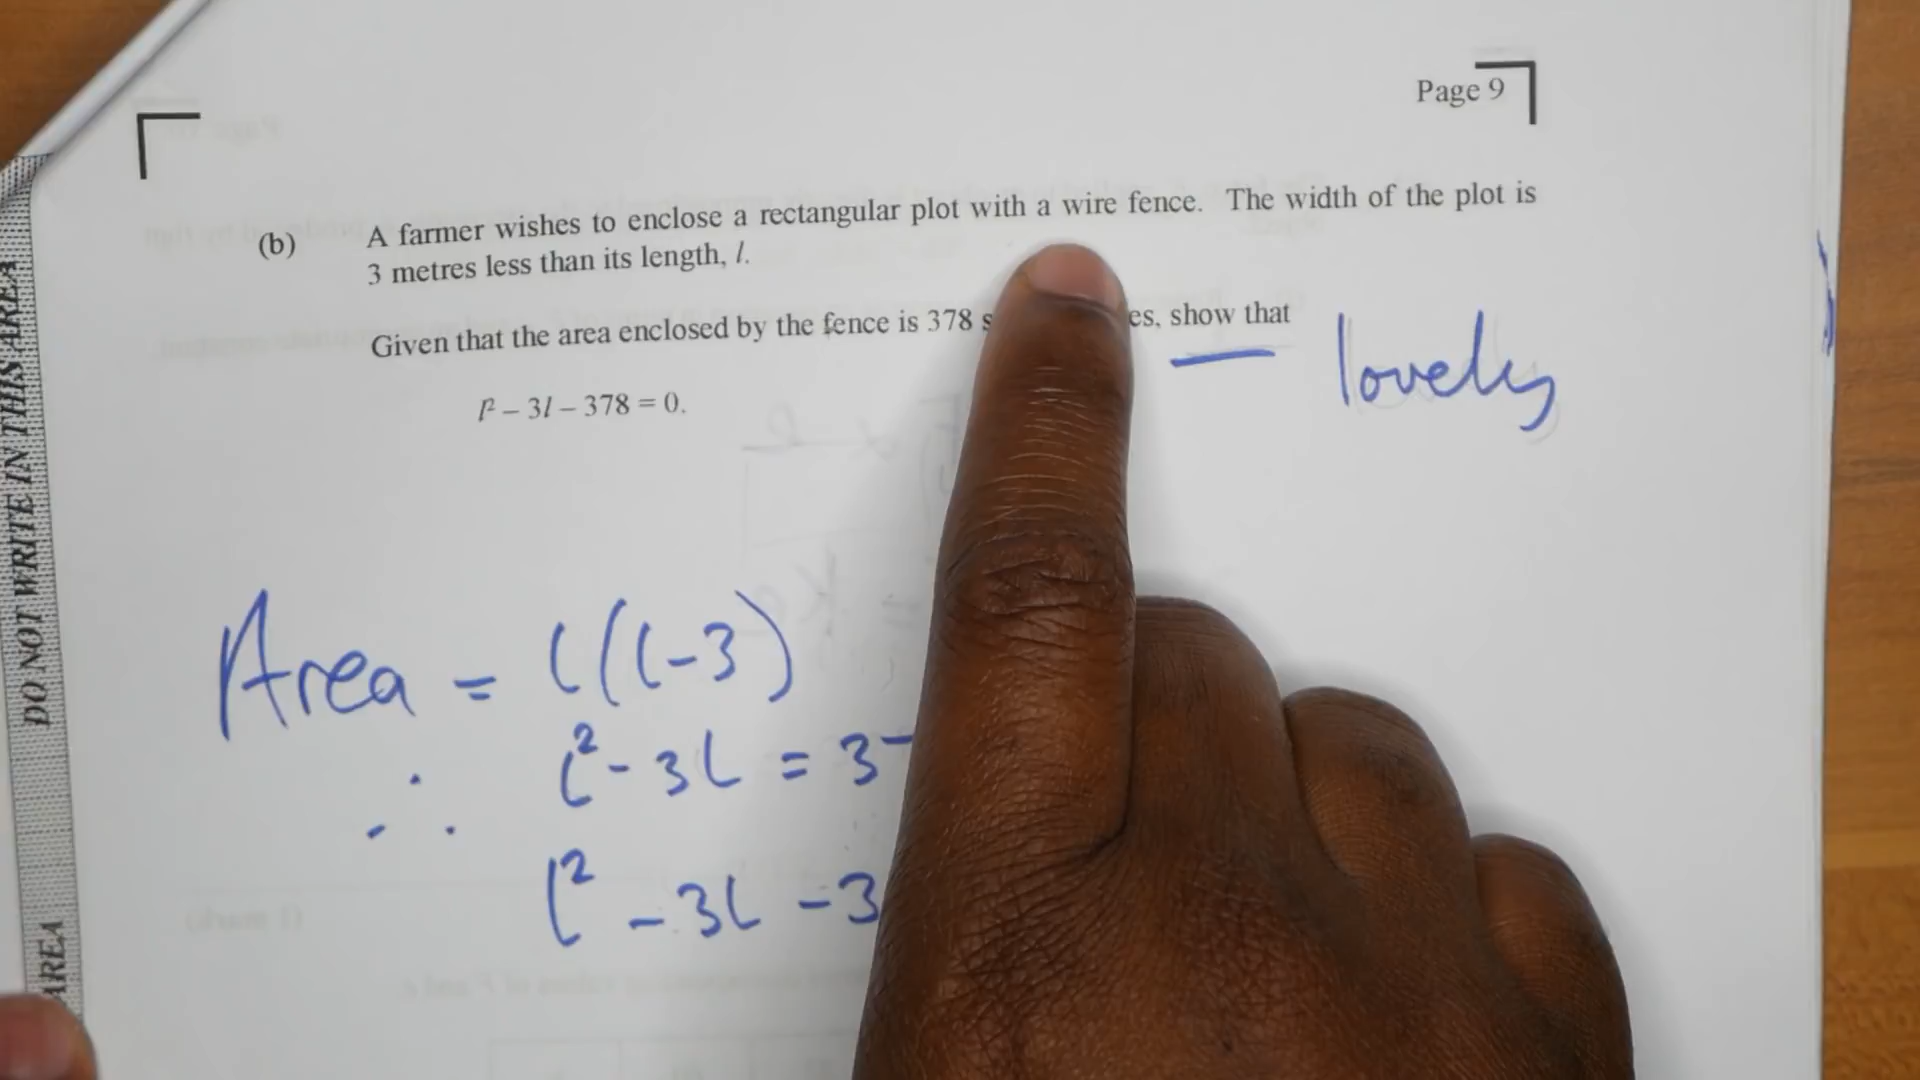 Page 9
(b) A farmer wishes to enclose a rectangular plot with a wire fence. The width of the plot is
3 metres less than its length, l.
Given that the area enclosed by the fence is 378 s es, show that
lovely
l² – 3l – 378 = 0.
Area = l(l-3)
∴ l² - 3l = 3
l² - 3l - 3
DO NOT WRITE IN THIS AREA
AREA